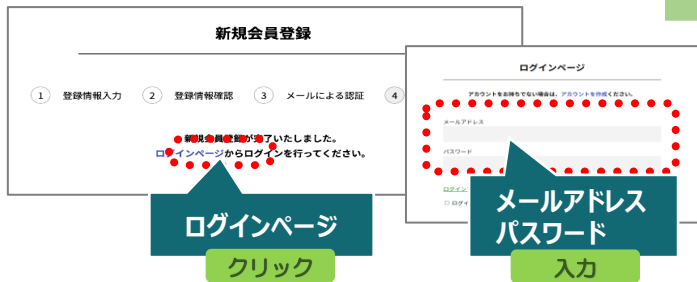 新規会員登録
1 登録情報入力 2 登録情報確認 3 メールによる認証 4
新規会員登録が完了いたしました。
ログインページからログインを行ってください。
ログインページ
クリック
ログインページ
アカウントをお持ちでない場合は、アカウントを作成ください。
メールアドレス
パスワード
ログイン
ログイ
メールアドレス
パスワード
入力